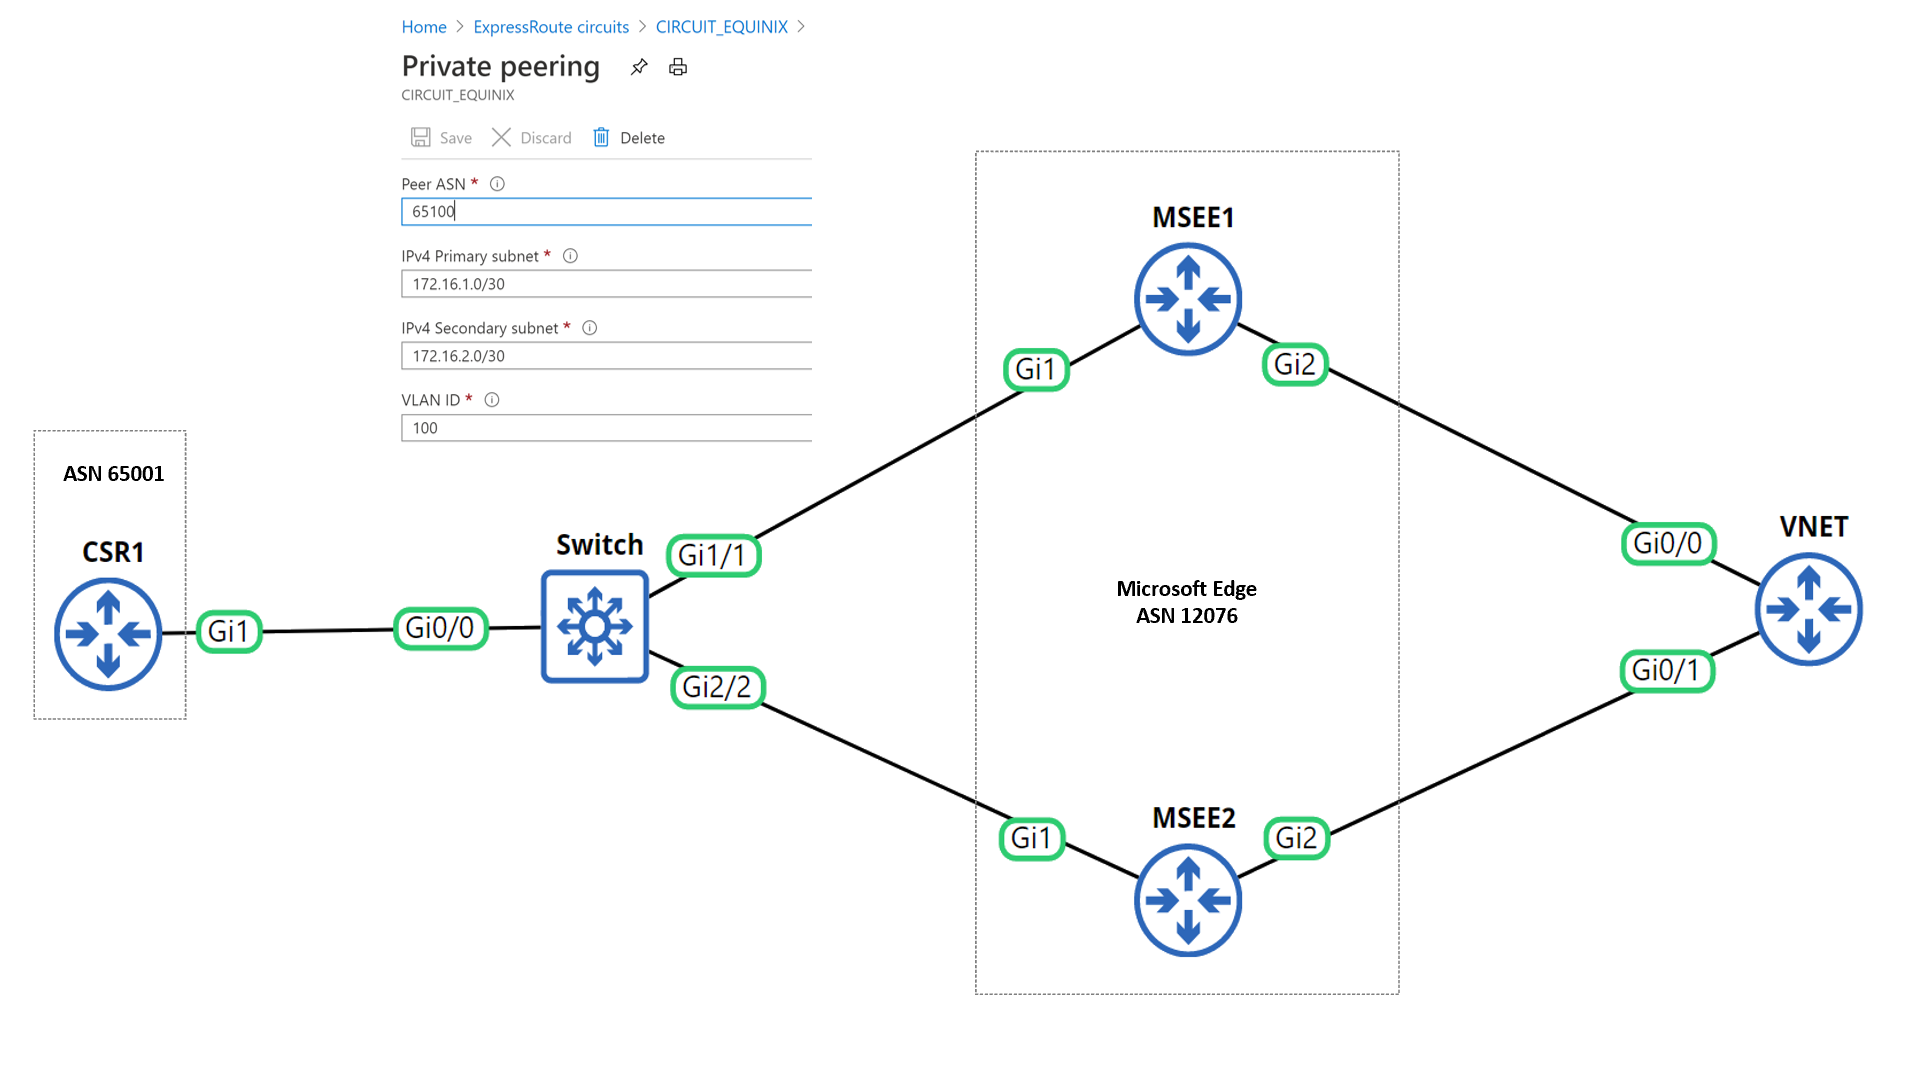 Home > ExpressRoute circuits > CIRCUIT_EQUINIX >
Private peering
CIRCUIT_EQUINIX
Save Discard Delete
Peer ASN *
65100
IPv4 Primary subnet *
172.16.1.0/30
IPv4 Secondary subnet *
172.16.2.0/30
VLAN ID *
100
ASN 65001
CSR1
Gi1
Gi0/0
Switch
Gi1/1
Gi2/2
MSEE1
Gi1
Gi2
Microsoft Edge
ASN 12076
MSEE2
Gi1
Gi2
VNET
Gi0/0
Gi0/1